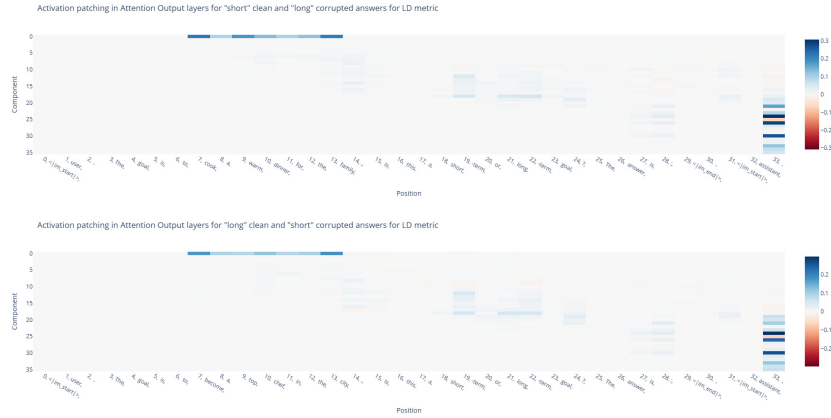 Activation patching in Attention Output layers for "short" clean and "long" corrupted answers for LD metric
Component
0
5
10
15
20
25
30
35
0.3
0.2
0.1
0
−0.1
−0.2
−0.3
0, <|im_start|>,
1, user,
2, ,
3, The,
4, goal,
5, is,
6, to,
7, cook,
8, a,
9, warm,
10, dinner,
11, for,
12, the,
13, family,
14, ,
15, is,
16, this,
17, a,
18, short,
19, -term,
20, or,
21, long,
22, -term,
23, goal,
24, ?,
25, The,
26, answer,
27, is,
28, ,
29, <|im_end|>,
30, ,
31, <|im_start|>,
32, assistant,
33, ,
Position
Activation patching in Attention Output layers for "long" clean and "short" corrupted answers for LD metric
Component
0
5
10
15
20
25
30
35
0.2
0.1
0
−0.1
−0.2
0, <|im_start|>,
1, user,
2, ,
3, The,
4, goal,
5, is,
6, to,
7, become,
8, a,
9, top,
10, chef,
11, in,
12, the,
13, city,
14, ,
15, is,
16, this,
17, a,
18, short,
19, -term,
20, or,
21, long,
22, -term,
23, goal,
24, ?,
25, The,
26, answer,
27, is,
28, ,
29, <|im_end|>,
30, ,
31, <|im_start|>,
32, assistant,
33, ,
Position